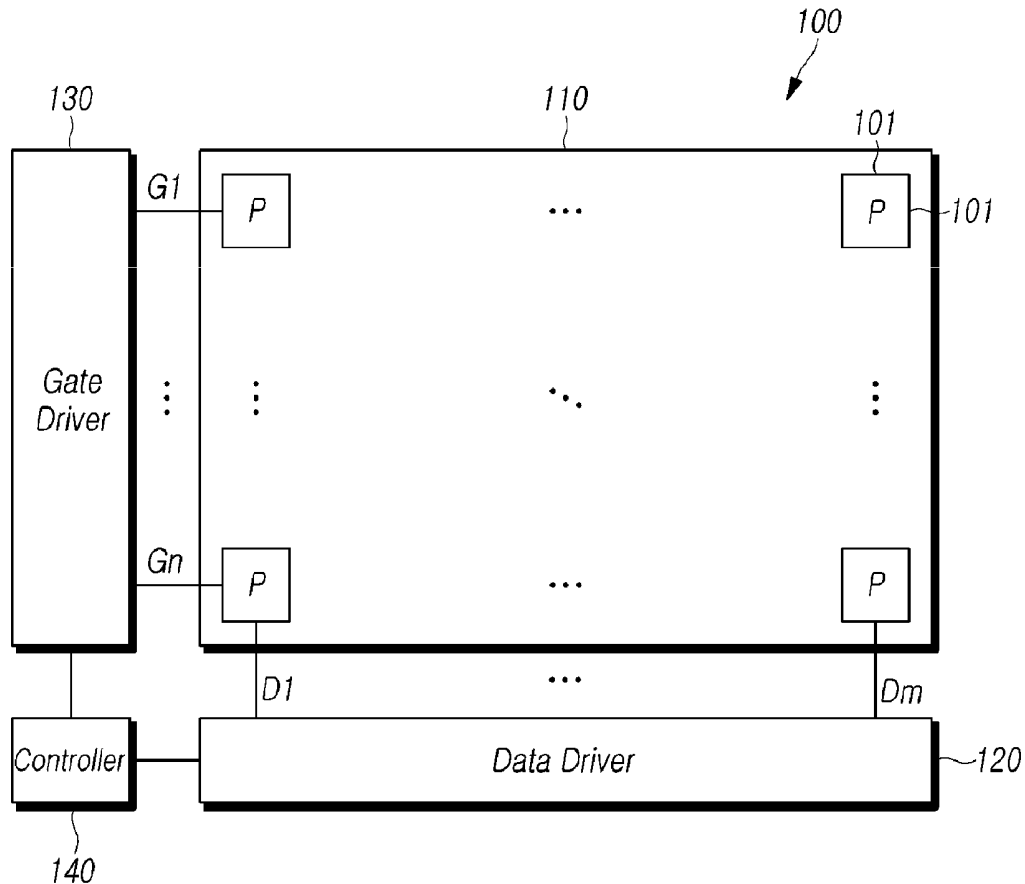 100
130
110
101
G1
P
...
P
101
Gate
Driver
Gn
P
...
P
D1
...
Dm
Controller
Data Driver
120
140